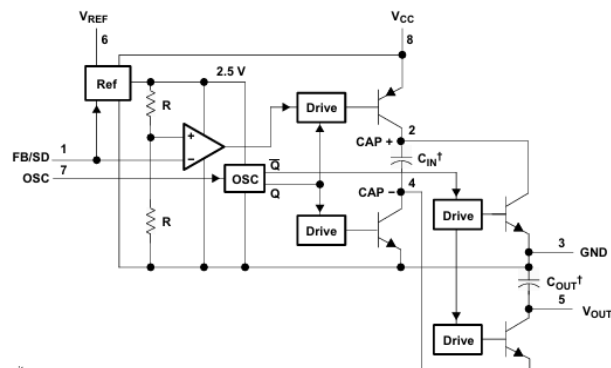 VREF
VCC
6
8
Ref
2.5 V
R
Drive
+
−
2
CAP +
1
FB/SD
CIN†
7
OSC
OSC
Q̅
Q
4
CAP −
R
Drive
Drive
3
GND
COUT†
5
VOUT
Drive